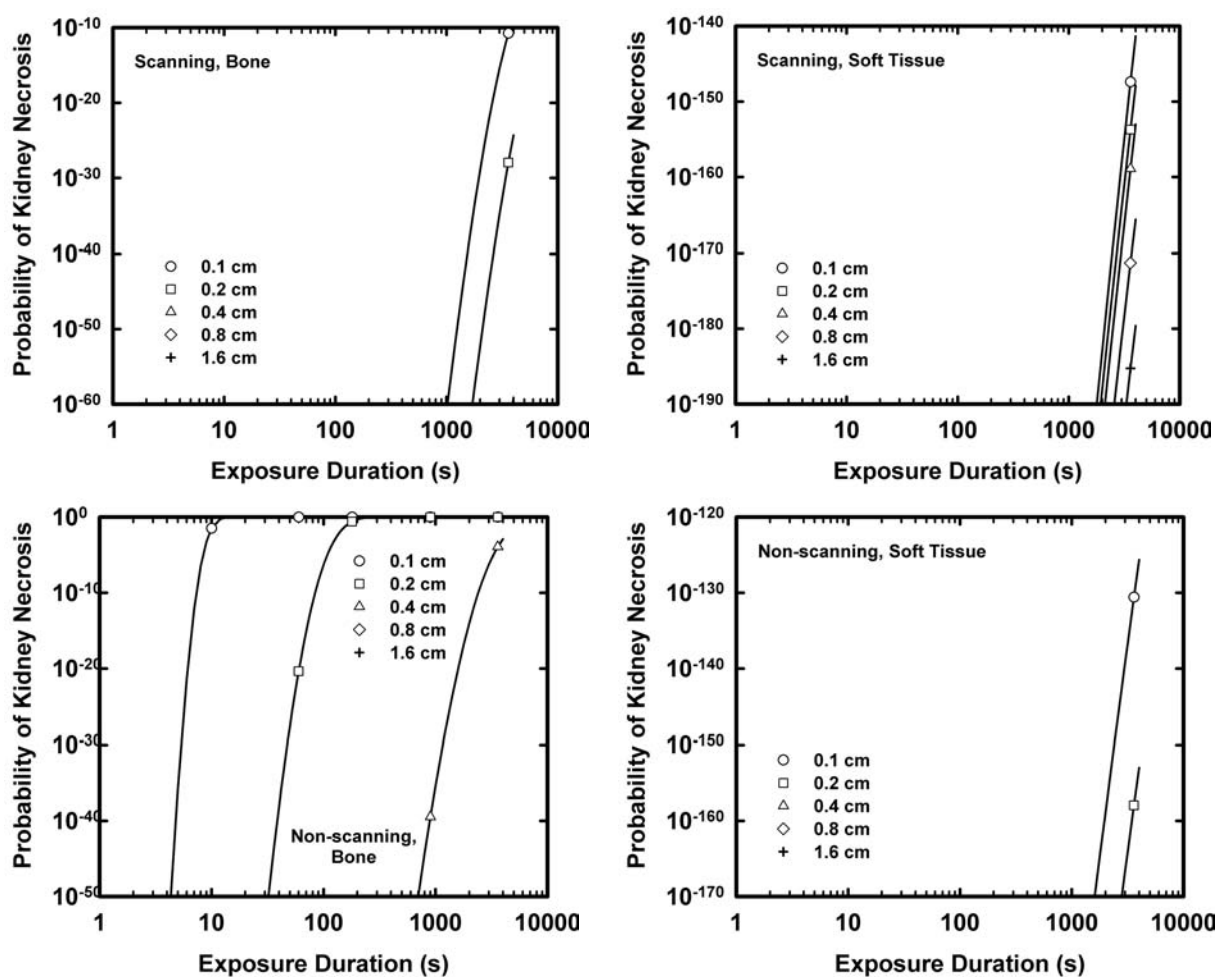 Probability of Kidney Necrosis
10-10
10-20
10-30
10-40
10-50
10-60
Scanning, Bone
0.1 cm
0.2 cm
0.4 cm
0.8 cm
1.6 cm
1 10 100 1000 10000
Exposure Duration (s)
Probability of Kidney Necrosis
10-140
10-150
10-160
10-170
10-180
10-190
Scanning, Soft Tissue
0.1 cm
0.2 cm
0.4 cm
0.8 cm
1.6 cm
1 10 100 1000 10000
Exposure Duration (s)
Probability of Kidney Necrosis
100
10-10
10-20
10-30
10-40
10-50
0.1 cm
0.2 cm
0.4 cm
0.8 cm
1.6 cm
Non-scanning,
Bone
1 10 100 1000 10000
Exposure Duration (s)
Probability of Kidney Necrosis
10-120
10-130
10-140
10-150
10-160
10-170
Non-scanning, Soft Tissue
0.1 cm
0.2 cm
0.4 cm
0.8 cm
1.6 cm
1 10 100 1000 10000
Exposure Duration (s)